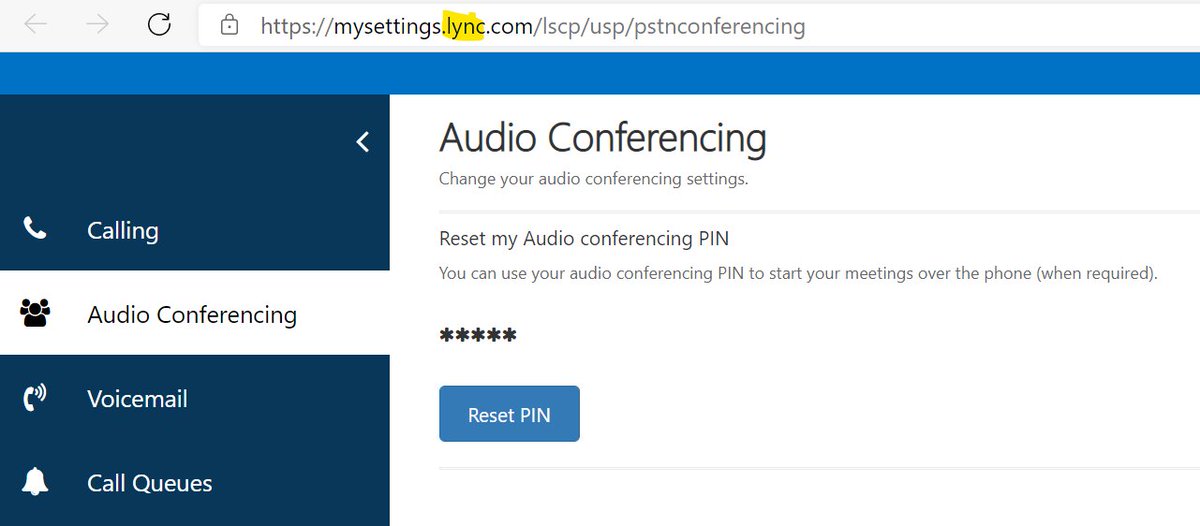 https://mysettings.lync.com/lscp/usp/pstnconferencing
Audio Conferencing
Change your audio conferencing settings.
Calling
Reset my Audio conferencing PIN
You can use your audio conferencing PIN to start your meetings over the phone (when required).
Audio Conferencing
*****
Voicemail
Reset PIN
Call Queues